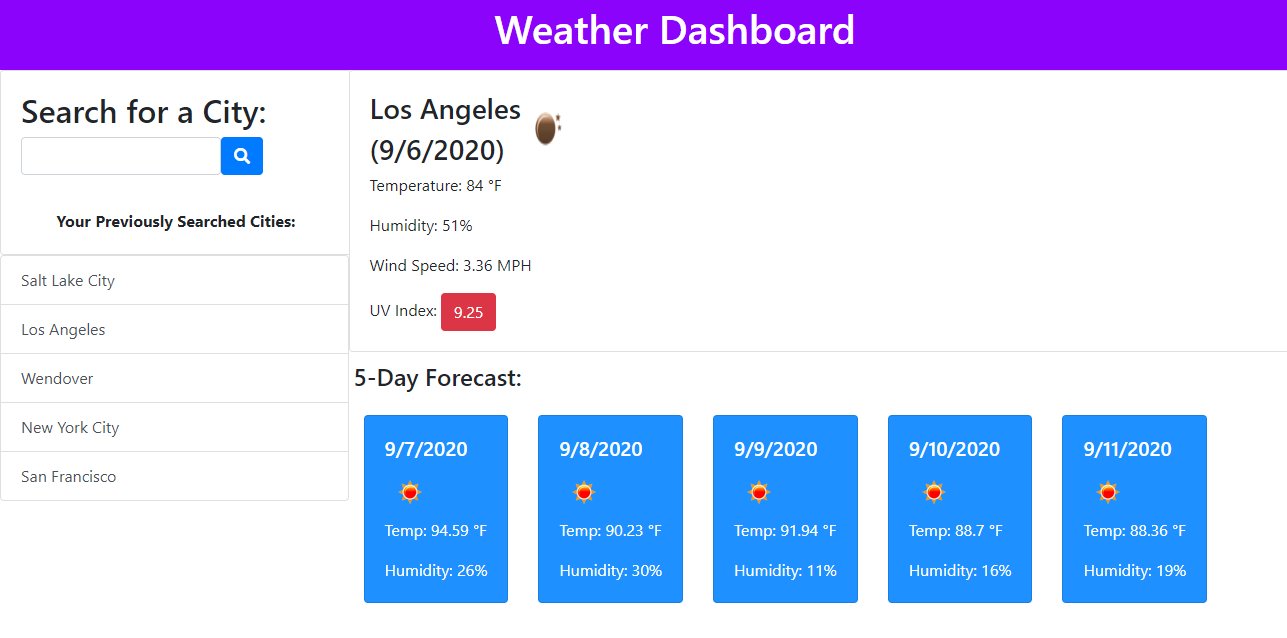 Weather Dashboard
Search for a City:
Your Previously Searched Cities:
Salt Lake City
Los Angeles
Wendover
New York City
San Francisco
Los Angeles
(9/6/2020)
Temperature: 84 °F
Humidity: 51%
Wind Speed: 3.36 MPH
UV Index: 9.25
5-Day Forecast:
9/7/2020
Temp: 94.59 °F
Humidity: 26%
9/8/2020
Temp: 90.23 °F
Humidity: 30%
9/9/2020
Temp: 91.94 °F
Humidity: 11%
9/10/2020
Temp: 88.7 °F
Humidity: 16%
9/11/2020
Temp: 88.36 °F
Humidity: 19%